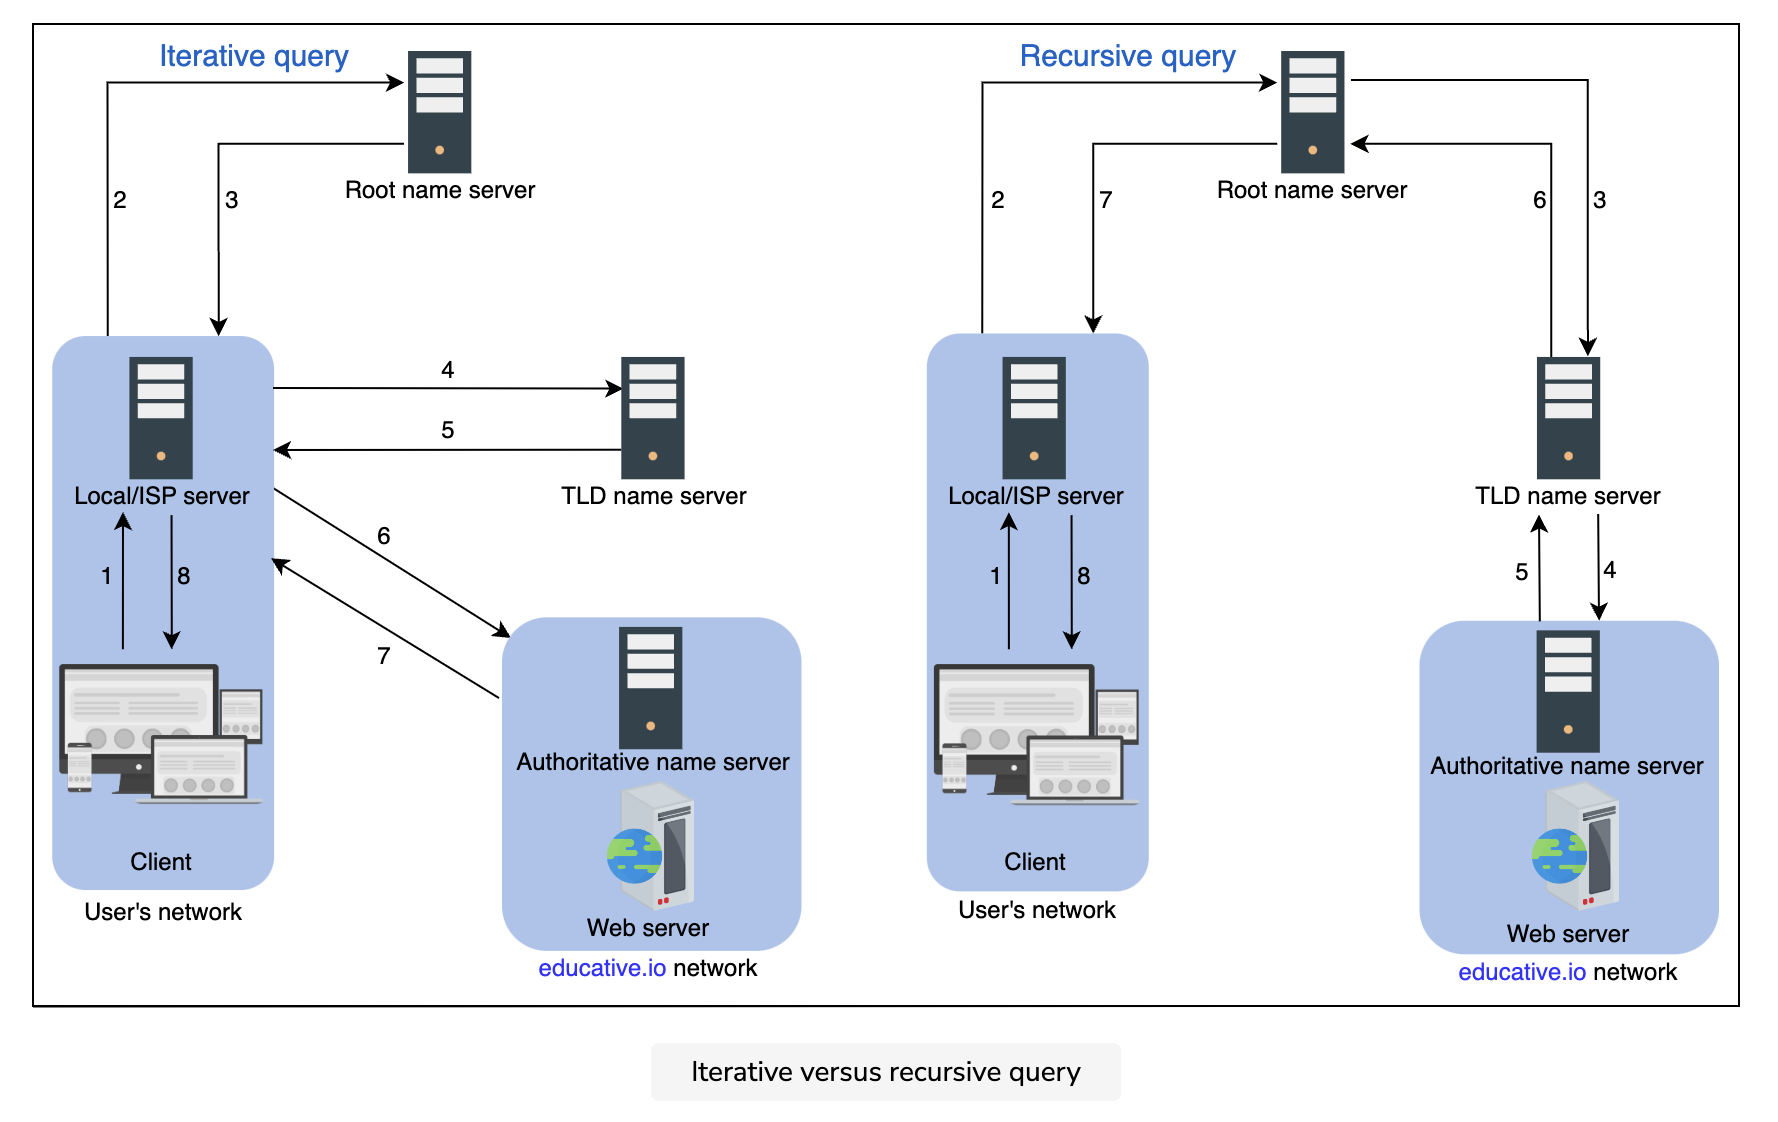 Iterative query
2
3
Root name server
4
5
Local/ISP server
TLD name server
6
1
8
7
Authoritative name server
Client
User's network
Web server
educative.io network
Recursive query
2
7
Root name server
6
3
Local/ISP server
TLD name server
1
8
5
4
Authoritative name server
Client
User's network
Web server
educative.io network
Iterative versus recursive query